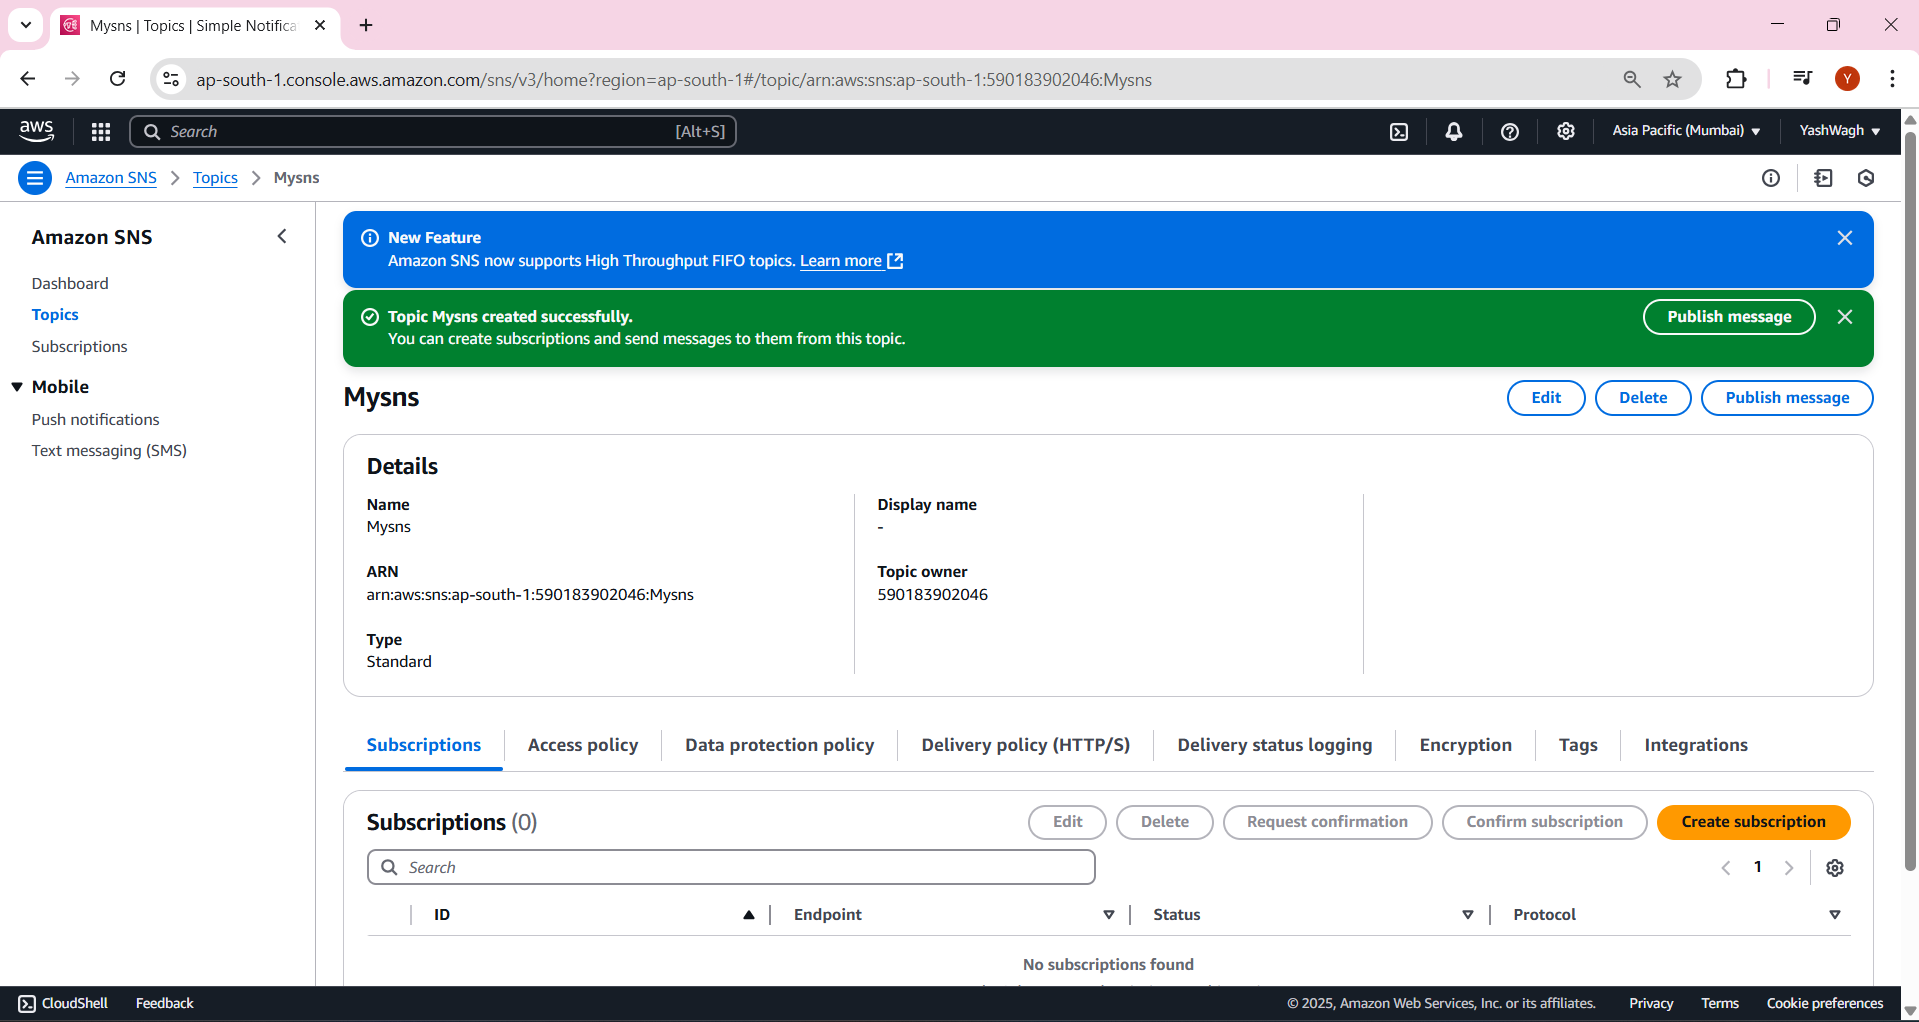 Mysns | Topics | Simple Notifica
ap-south-1.console.aws.amazon.com/sns/v3/home?region=ap-south-1#/topic/arn:aws:sns:ap-south-1:590183902046:Mysns
Y
aws
Search
[Alt+S]
Asia Pacific (Mumbai)
YashWagh
Amazon SNS
Topics
Mysns
Amazon SNS
Dashboard
Topics
Subscriptions
Mobile
Push notifications
Text messaging (SMS)
New Feature
Amazon SNS now supports High Throughput FIFO topics. Learn more
Topic Mysns created successfully.
You can create subscriptions and send messages to them from this topic.
Publish message
Mysns
Edit
Delete
Publish message
Details
Name
Mysns
ARN
arn:aws:sns:ap-south-1:590183902046:Mysns
Type
Standard
Display name
-
Topic owner
590183902046
Subscriptions
Access policy
Data protection policy
Delivery policy (HTTP/S)
Delivery status logging
Encryption
Tags
Integrations
Subscriptions (0)
Edit
Delete
Request confirmation
Confirm subscription
Create subscription
Search
1
ID
Endpoint
Status
Protocol
No subscriptions found
CloudShell
Feedback
© 2025, Amazon Web Services, Inc. or its affiliates.
Privacy
Terms
Cookie preferences